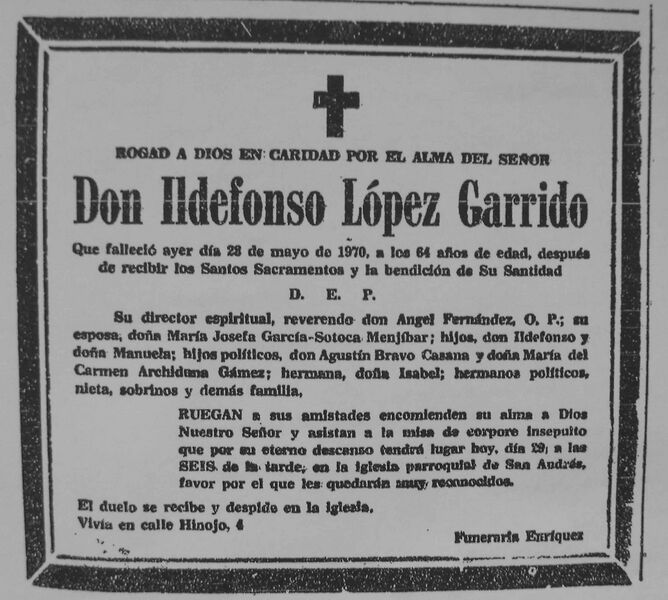 ROGAD A DIOS EN CARIDAD POR EL ALMA DEL SEÑOR
Don Ildefonso López Garrido
Que falleció ayer día 28 de mayo de 1970, a los 64 años de edad, después
de recibir los Santos Sacramentos y la bendición de Su Santidad
D. E. P.
Su director espiritual, reverendo don Angel Fernández, O. P.; su
esposa, doña María Josefa García-Sotoca Menjíbar; hijos, don Ildefonso y
doña Manuela; hijos políticos, don Agustín Bravo Casana y doña María del
Carmen Archiduna Gámez; hermana, doña Isabel; hermanos políticos,
nieta, sobrinos y demás familia,
RUEGAN a sus amistades encomienden su alma a Dios
Nuestro Señor y asistan a la misa de corpore insepulto
que por su eterno descanso tendrá lugar hoy, día 29, a las
SEIS de la tarde, en la iglesia parroquial de San Andrés,
favor por el que les quedarán muy reconocidos.
El duelo se recibe y despide en la iglesia.
Vivía en calle Hinojo, 4
Funeraria Enríquez